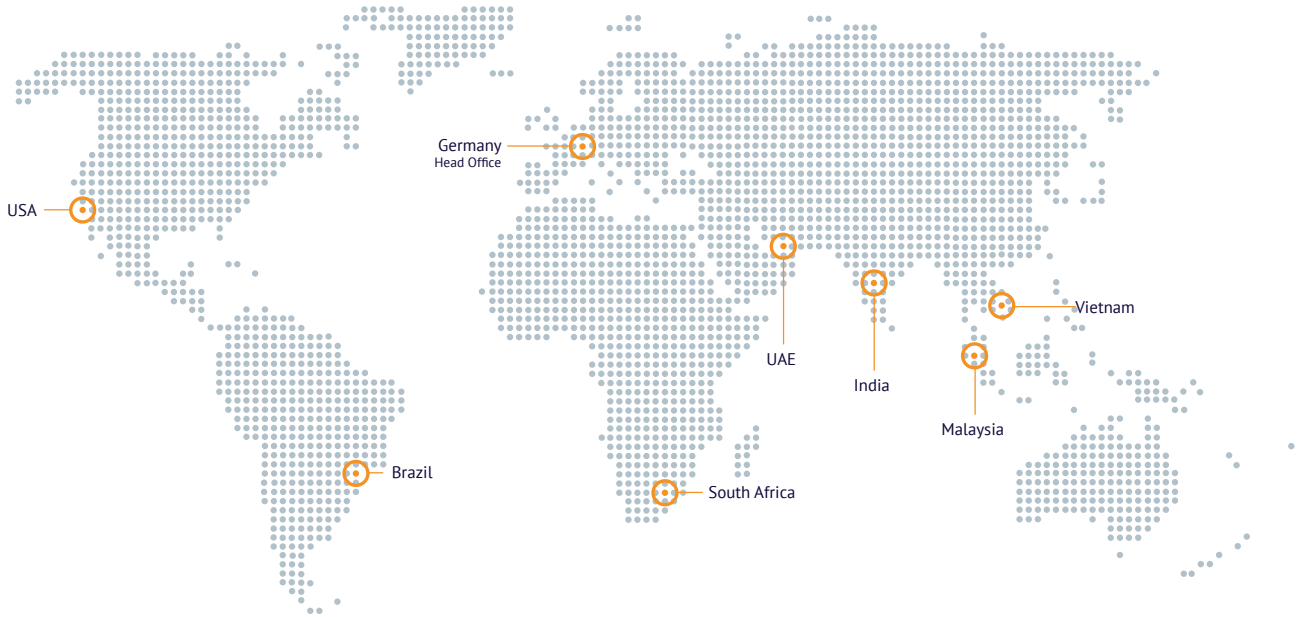 Germany
Head Office
USA
Vietnam
UAE
India
Malaysia
Brazil
South Africa